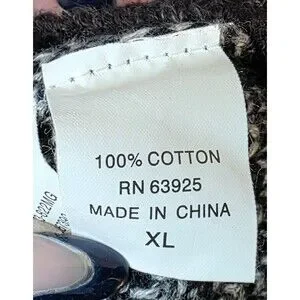 100% COTTON
RN 63925
MADE IN CHINA
XL